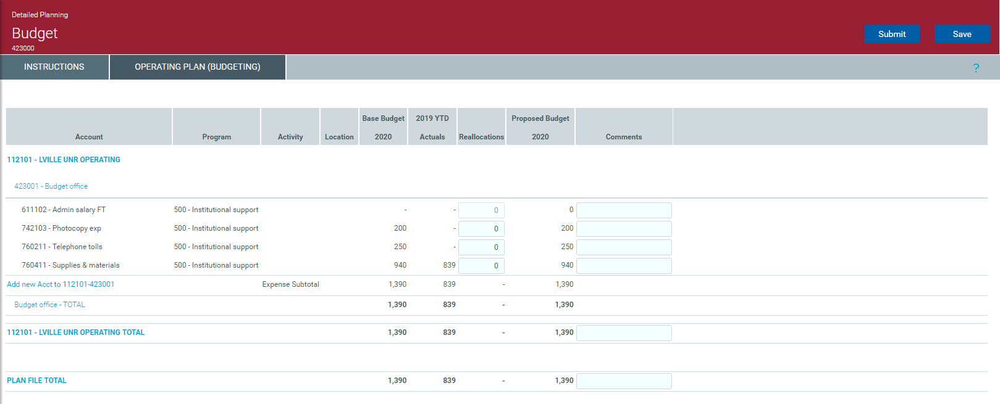 Detailed Planning
Budget
423000
Submit Save
INSTRUCTIONS OPERATING PLAN (BUDGETING) ?
Base Budget 2019 YTD Proposed Budget
Account Program Activity Location 2020 Actuals Reallocations 2020 Comments
112101 - LVILLE UNR OPERATING
423001 - Budget office
611102 - Admin salary FT 500 - Institutional support - - 0 0
742103 - Photocopy exp 500 - Institutional support 200 - 0 200
760211 - Telephone tolls 500 - Institutional support 250 - 0 250
760411 - Supplies & materials 500 - Institutional support 940 839 0 940
Add new Acct to 112101-423001 Expense Subtotal 1,390 839 - 1,390
Budget office - TOTAL 1,390 839 - 1,390
112101 - LVILLE UNR OPERATING TOTAL 1,390 839 - 1,390
PLAN FILE TOTAL 1,390 839 - 1,390